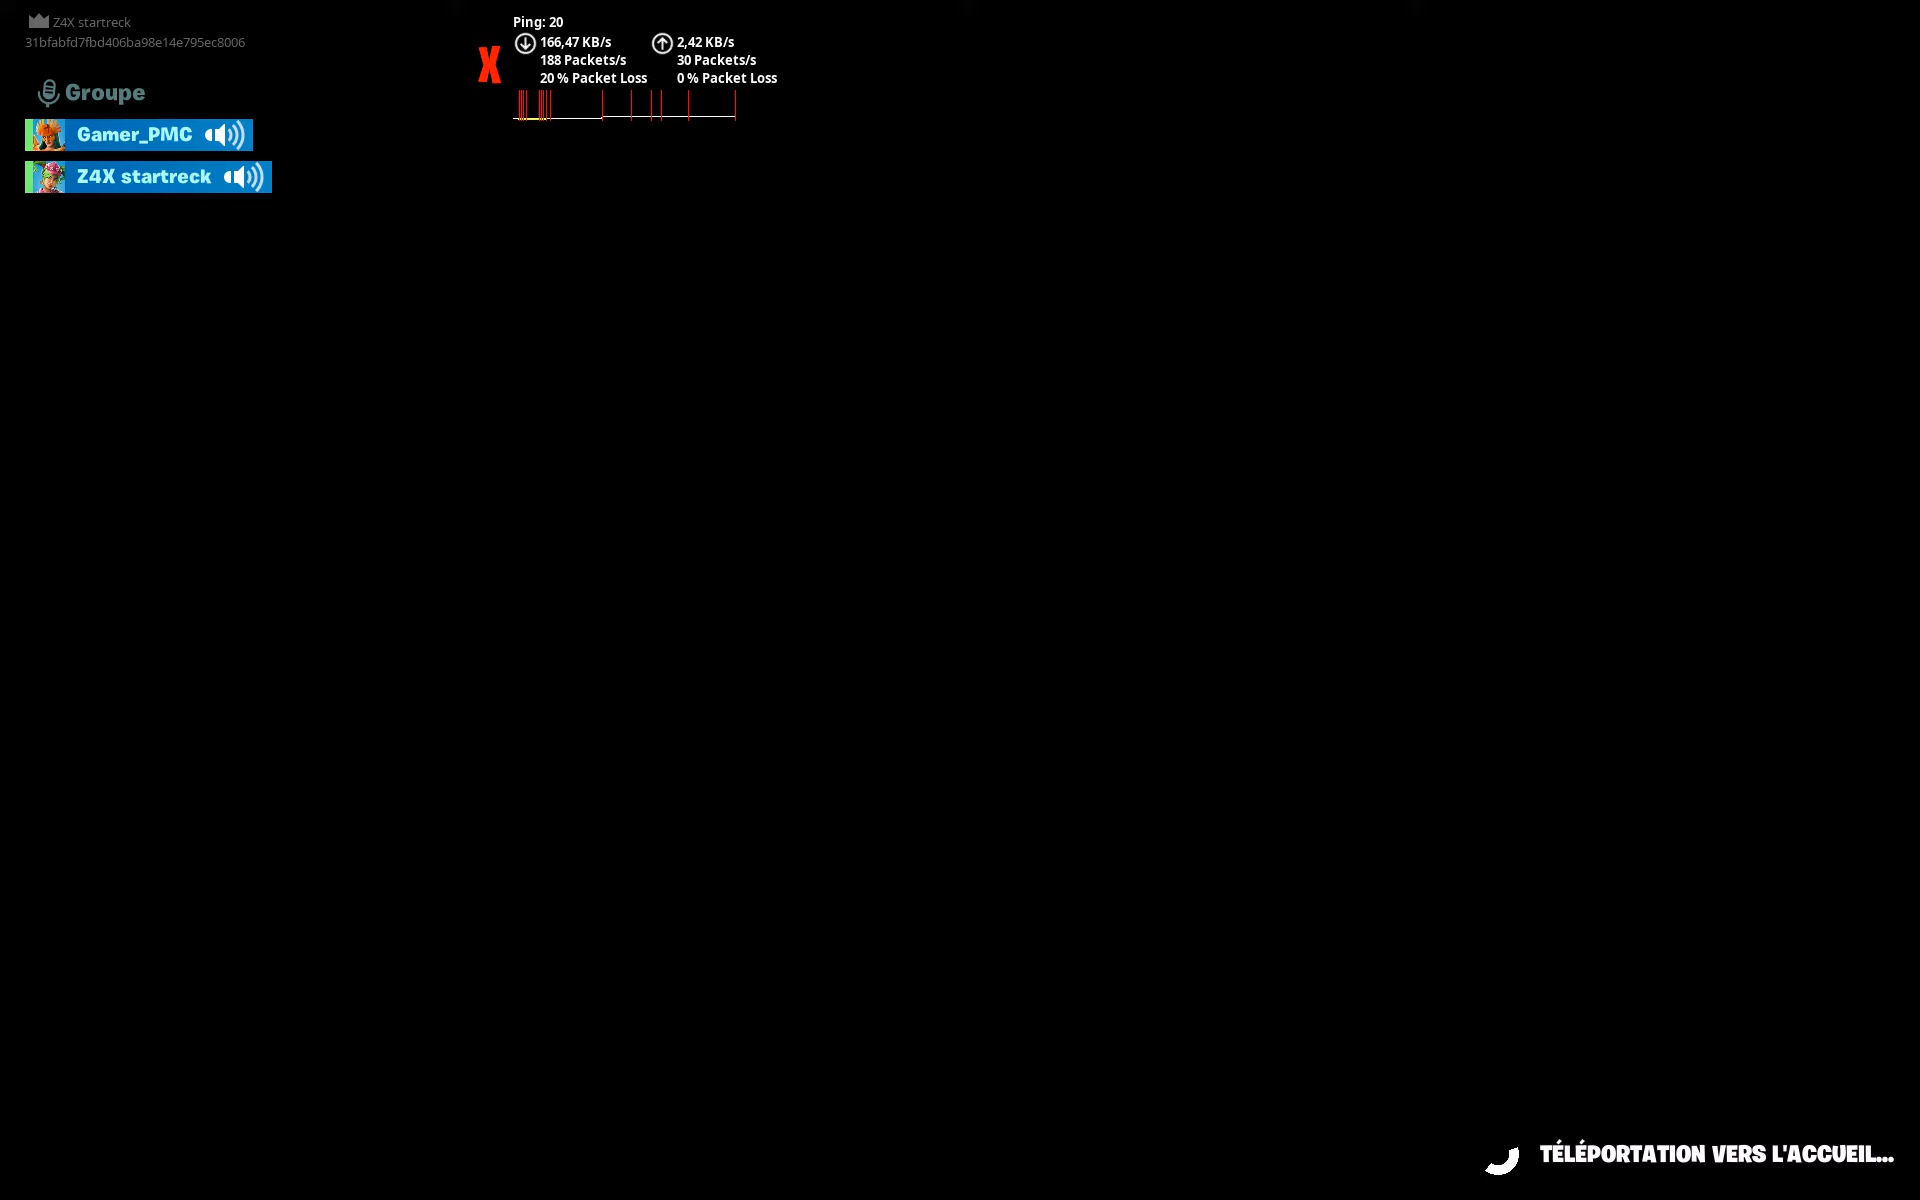 Z4X startreck
31bfabfd7fbd406ba98e14e795ec8006
Groupe
Gamer_PMC
Z4X startreck
Ping: 20
166,47 KB/s
188 Packets/s
20 % Packet Loss
2,42 KB/s
30 Packets/s
0 % Packet Loss
X
TÉLÉPORTATION VERS L'ACCUEIL...